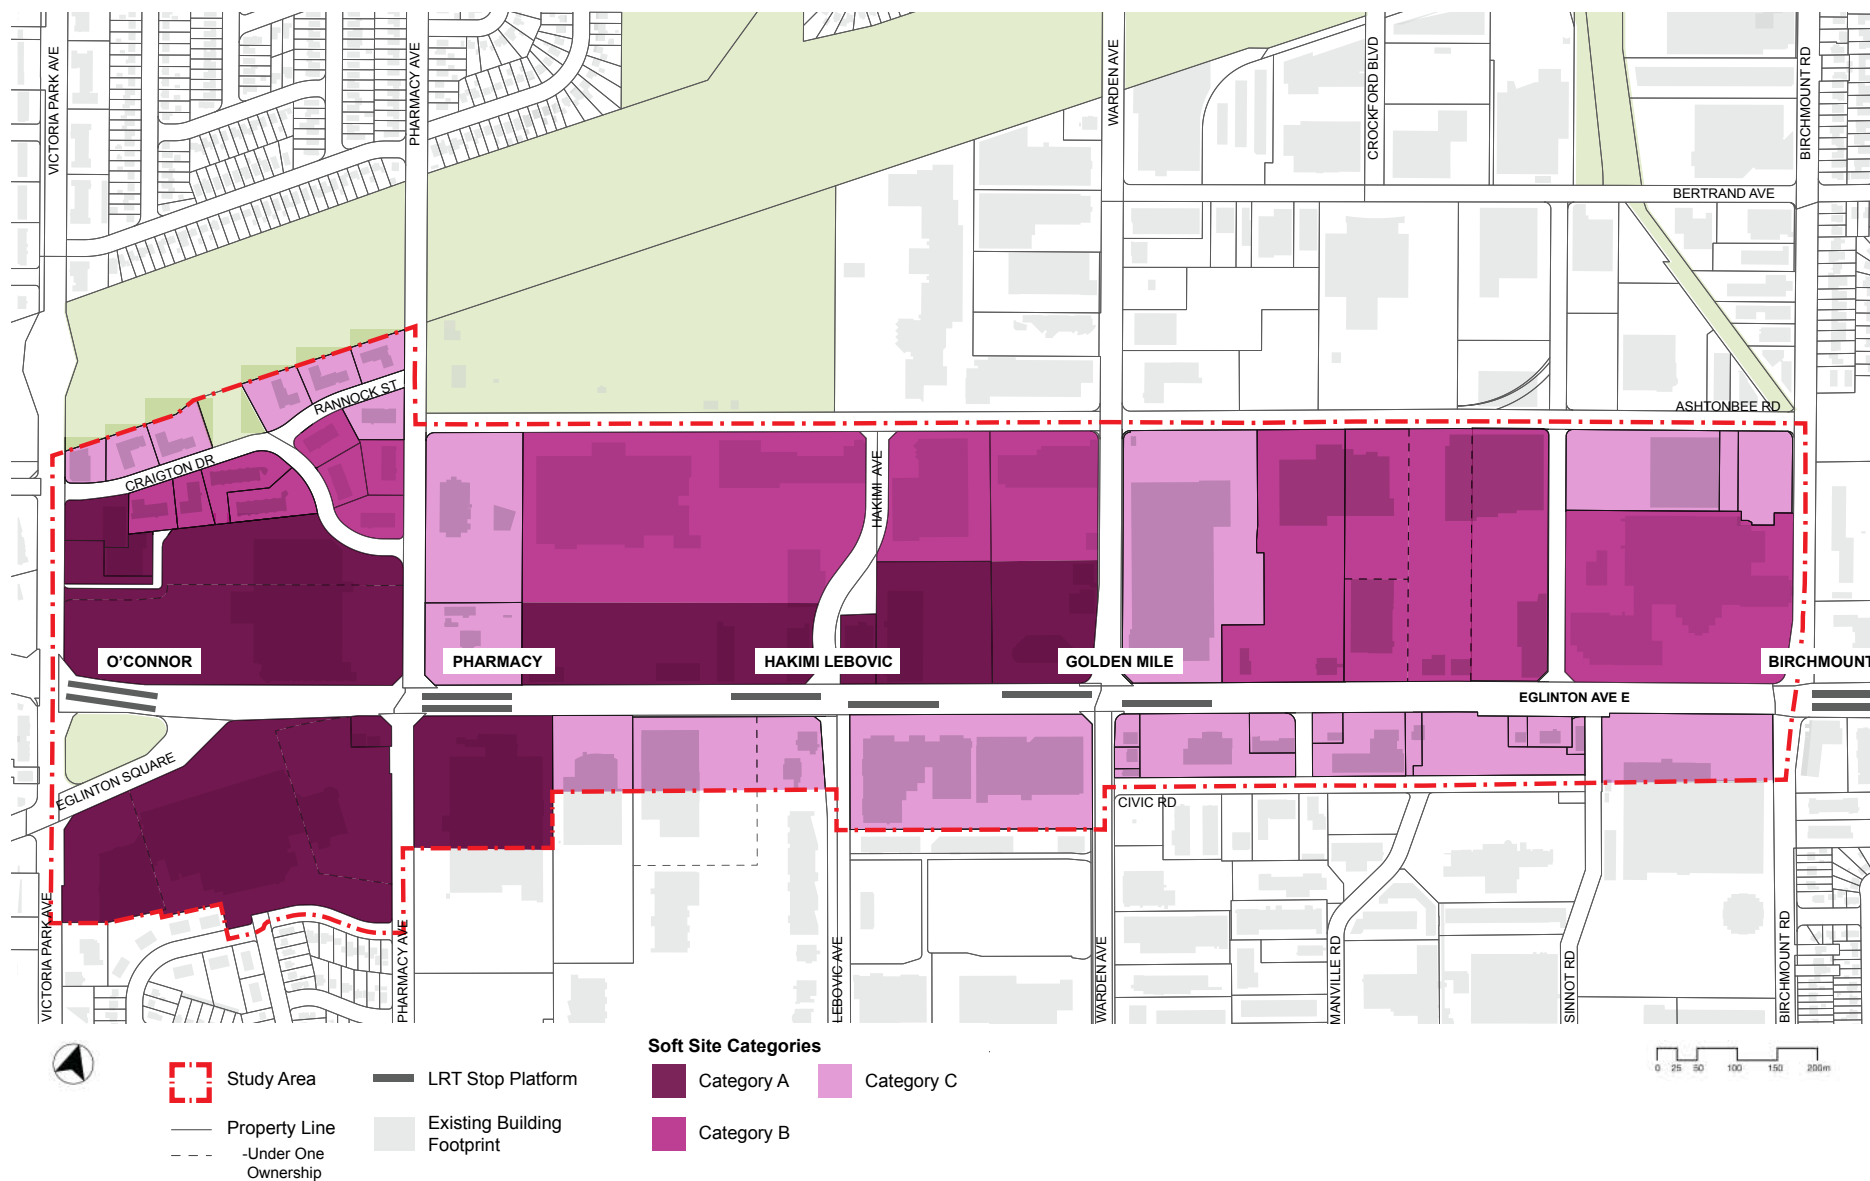 VICTORIA PARK AVE
PHARMACY AVE
WARDEN AVE
CROCKFORD BLVD
BIRCHMOUNT RD
BERTRAND AVE
RANNOCK ST
ASHTONBEE RD
CRAIGTON DR
HAKIMI AVE
O'CONNOR
PHARMACY
HAKIMI LEBOVIC
GOLDEN MILE
BIRCHMOUNT
EGLINTON AVE E
EGLINTON SQUARE
CIVIC RD
VICTORIA PARK AVE
PHARMACY AVE
LEBOVIC AVE
WARDEN AVE
MANVILLE RD
SINNOT RD
BIRCHMOUNT RD
Study Area
Property Line
-Under One
Ownership
LRT Stop Platform
Existing Building
Footprint
Soft Site Categories
Category A
Category C
Category B
0 25 50 100 150 200m